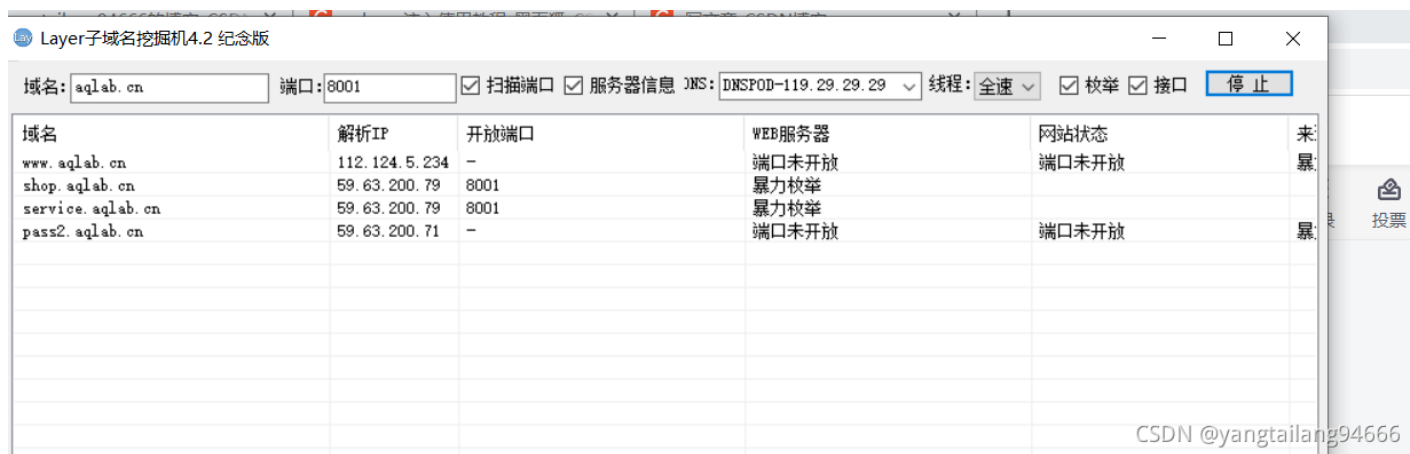 Lay Layer子域名挖掘机4.2 纪念版
域名: aqlab.cn 端口: 8001 扫描端口 服务器信息 DNS: DNSPOD-119.29.29.29 线程: 全速 枚举 接口 停止
域名 解析IP 开放端口 WEB服务器 网站状态 来
www.aqlab.cn 112.124.5.234 - 端口未开放 端口未开放 暴
shop.aqlab.cn 59.63.200.79 8001 暴力枚举
service.aqlab.cn 59.63.200.79 8001 暴力枚举
pass2.aqlab.cn 59.63.200.71 - 端口未开放 端口未开放 暴
投票
CSDN @yangtailang94666